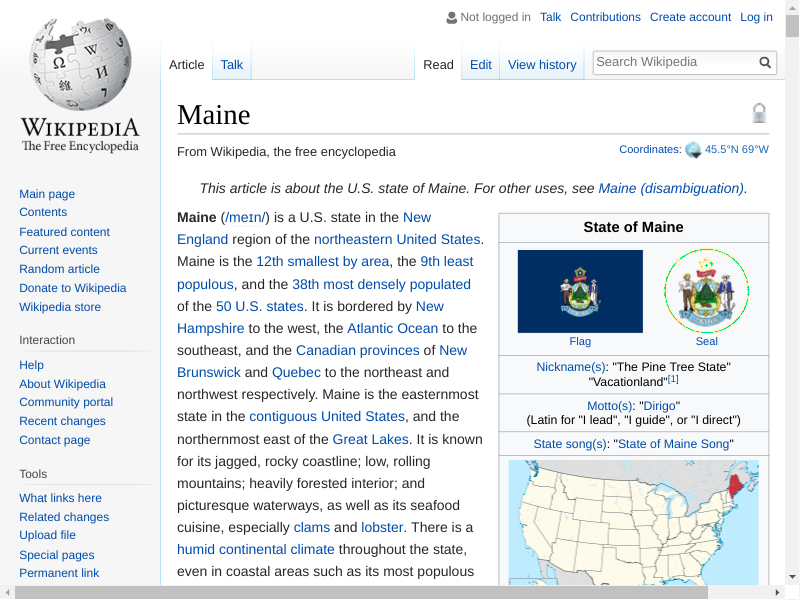 Not logged in Talk Contributions Create account Log in
Article Talk Read Edit View history Search Wikipedia
WIKIPEDIA
The Free Encyclopedia
Main page
Contents
Featured content
Current events
Random article
Donate to Wikipedia
Wikipedia store
Interaction
Help
About Wikipedia
Community portal
Recent changes
Contact page
Tools
What links here
Related changes
Upload file
Special pages
Permanent link
Maine
From Wikipedia, the free encyclopedia
Coordinates: 45.5°N 69°W
This article is about the U.S. state of Maine. For other uses, see Maine (disambiguation).
Maine (/meɪn/) is a U.S. state in the New
England region of the northeastern United States.
Maine is the 12th smallest by area, the 9th least
populous, and the 38th most densely populated
of the 50 U.S. states. It is bordered by New
Hampshire to the west, the Atlantic Ocean to the
southeast, and the Canadian provinces of New
Brunswick and Quebec to the northeast and
northwest respectively. Maine is the easternmost
state in the contiguous United States, and the
northernmost east of the Great Lakes. It is known
for its jagged, rocky coastline; low, rolling
mountains; heavily forested interior; and
picturesque waterways, as well as its seafood
cuisine, especially clams and lobster. There is a
humid continental climate throughout the state,
even in coastal areas such as its most populous
State of Maine
Flag Seal
Nickname(s): "The Pine Tree State"
"Vacationland"[1]
Motto(s): "Dirigo"
(Latin for "I lead", "I guide", or "I direct")
State song(s): "State of Maine Song"